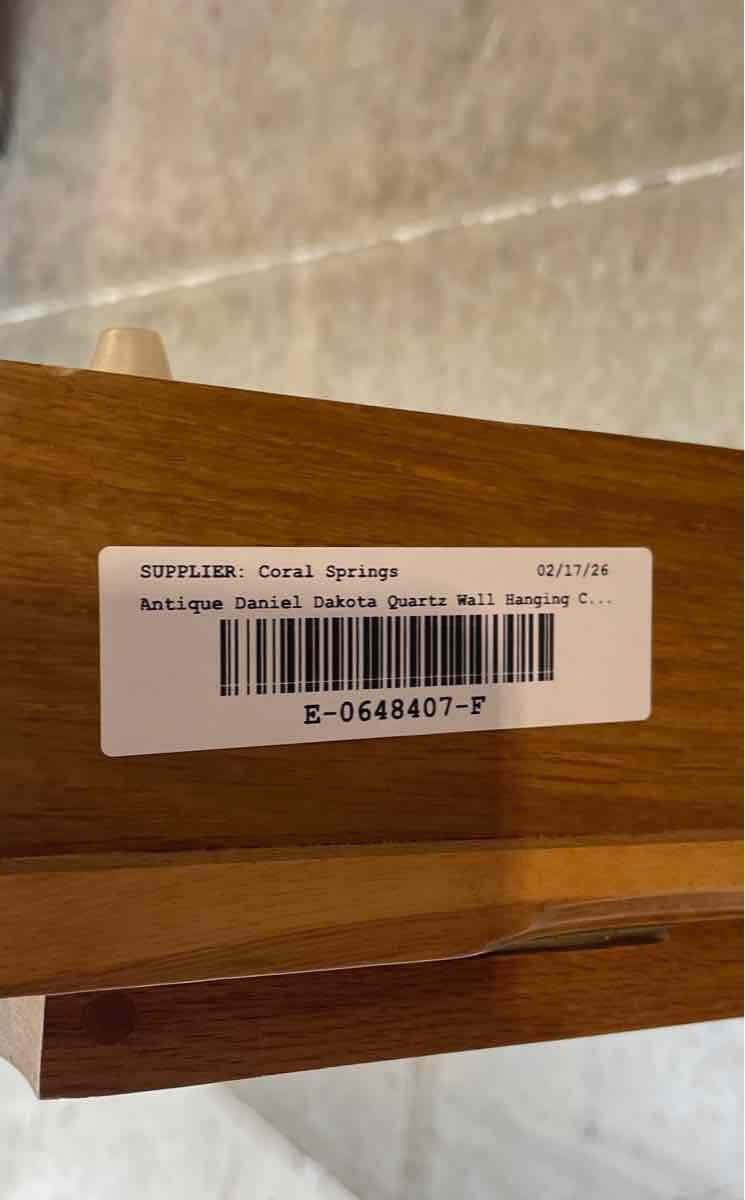 SUPPLIER: Coral Springs 02/17/26
Antique Daniel Dakota Quartz Wall Hanging C...
E-0648407-F